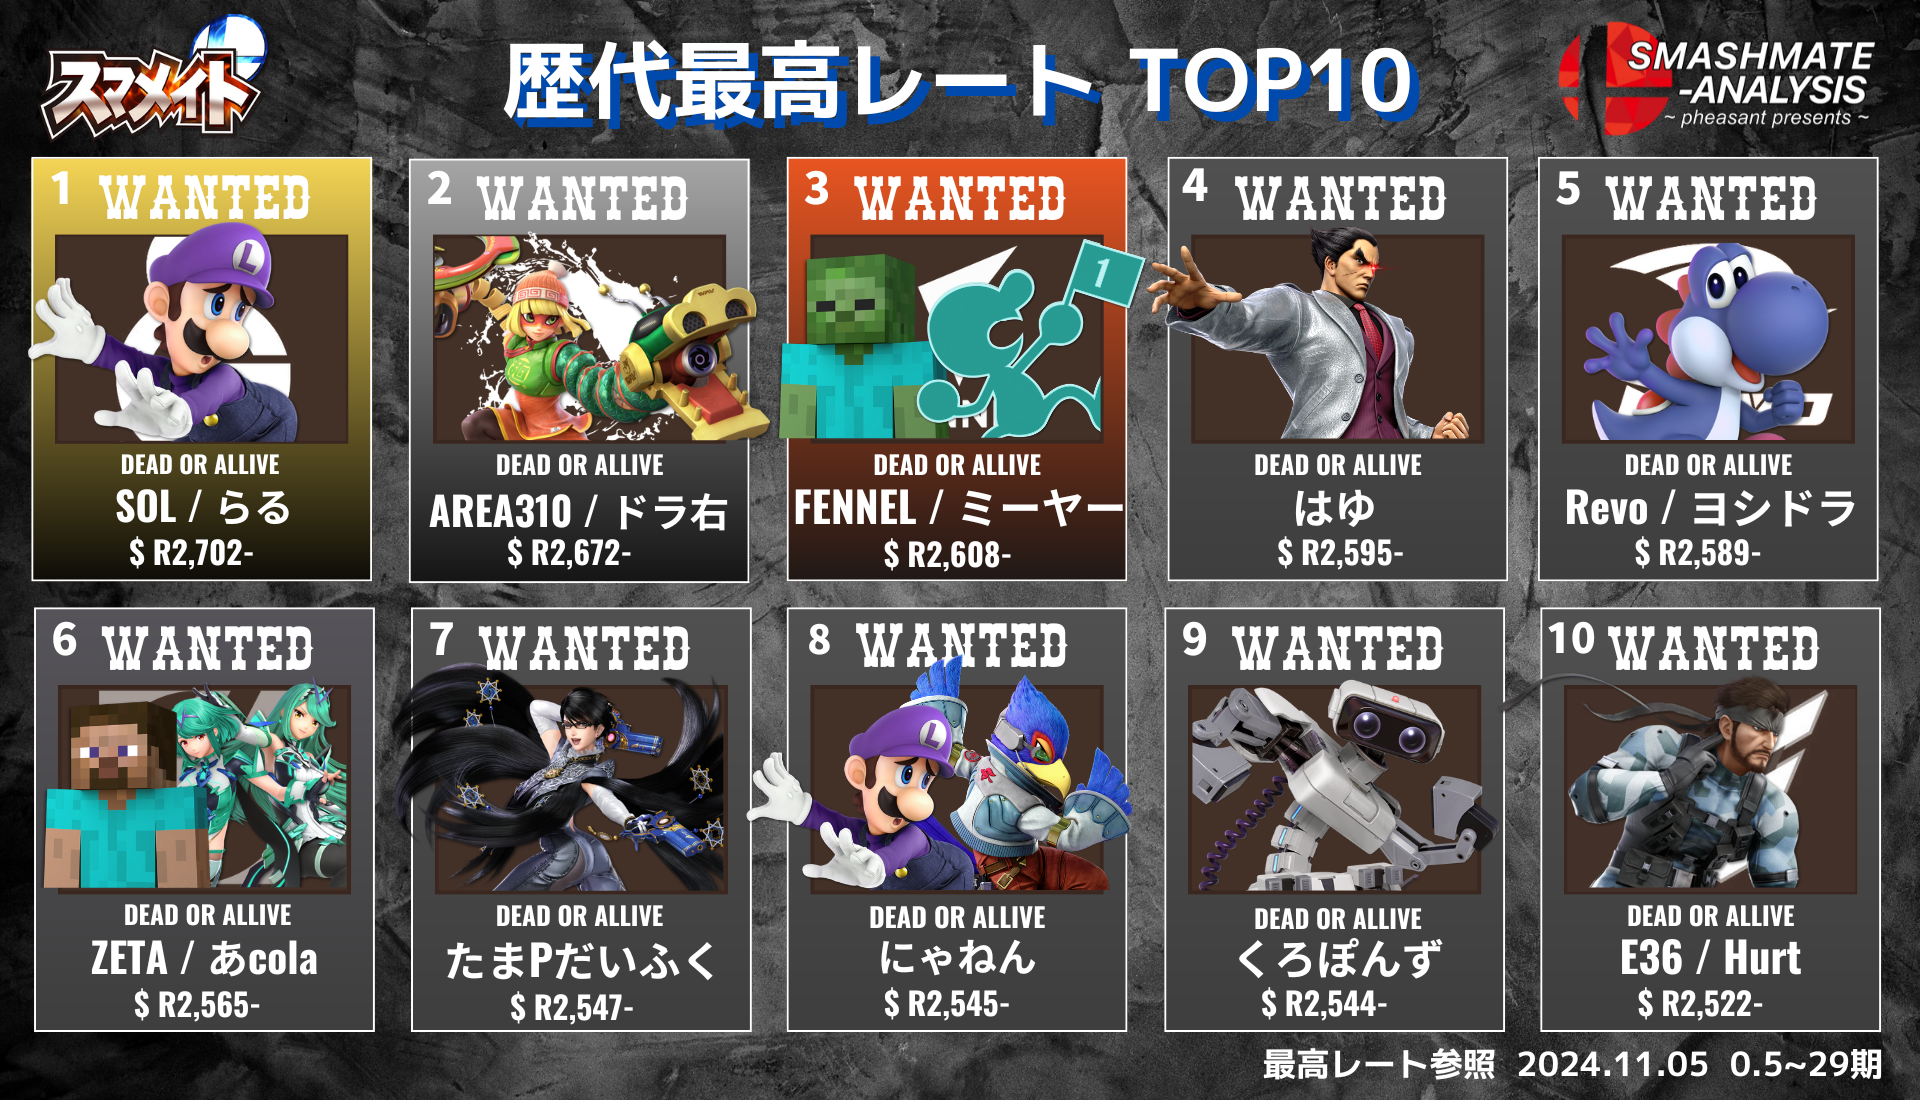 スマメイト
歴代最高レート TOP10
SMASHMATE
-ANALYSIS
~ pheasant presents ~
1 WANTED
DEAD OR ALLIVE
SOL / らる
$ R2,702-
2 WANTED
DEAD OR ALLIVE
AREA310 / ドラ右
$ R2,672-
3 WANTED
1
DEAD OR ALLIVE
FENNEL / ミーヤー
$ R2,608-
4 WANTED
DEAD OR ALLIVE
はゆ
$ R2,595-
5 WANTED
DEAD OR ALLIVE
Revo / ヨシドラ
$ R2,589-
6 WANTED
DEAD OR ALLIVE
ZETA / あcola
$ R2,565-
7 WANTED
DEAD OR ALLIVE
たまPだいふく
$ R2,547-
8 WANTED
DEAD OR ALLIVE
にゃねん
$ R2,545-
9 WANTED
DEAD OR ALLIVE
くろぽんず
$ R2,544-
10 WANTED
DEAD OR ALLIVE
E36 / Hurt
$ R2,522-
最高レート参照 2024.11.05 0.5~29期